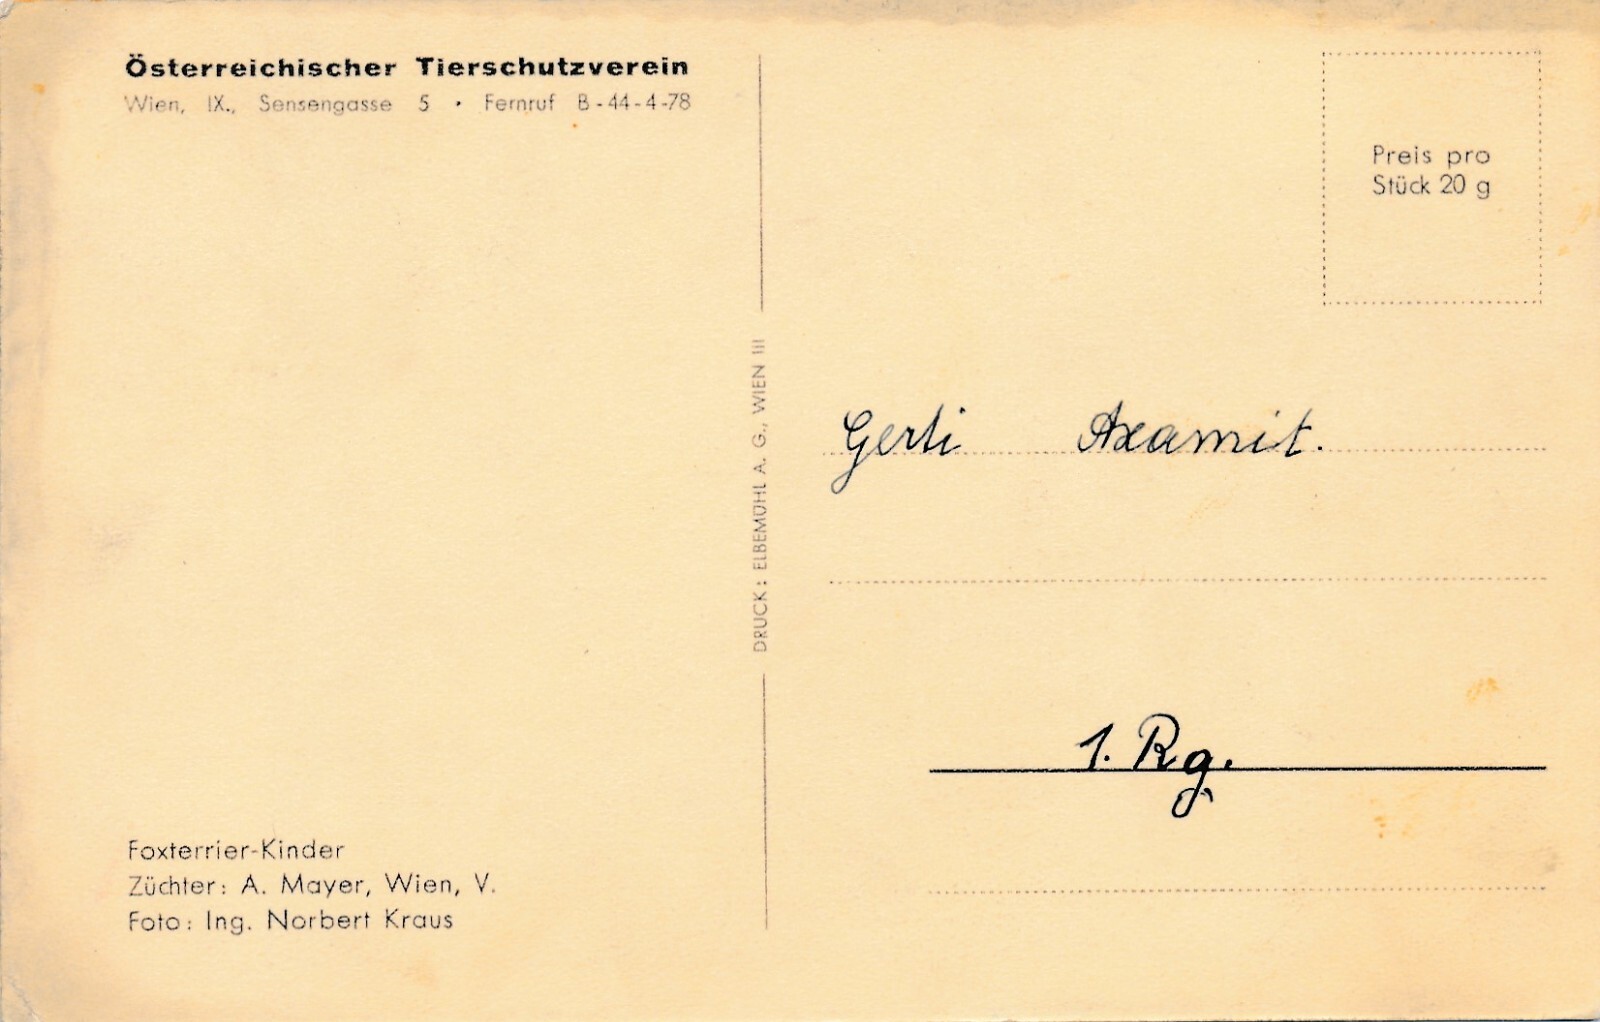 Österreichischer Tierschutzverein
Wien, IX., Sensengasse 5 • Fernruf B-44-4-78
Preis pro
Stück 20 g
DRUCK: ELBEMÜHL A. G., WIEN III
Gerti Axamit.
1. Rg.
Foxterrier-Kinder
Züchter: A. Mayer, Wien, V.
Foto: Ing. Norbert Kraus